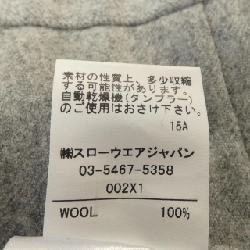 素材の性質上、多少収縮
する可能性があります。
自動乾燥機(タンブラー)
のご使用はおさけ下さい。
15A
㈱スローウエアジャパン
03-5467-5358
002X1
WOOL 100%